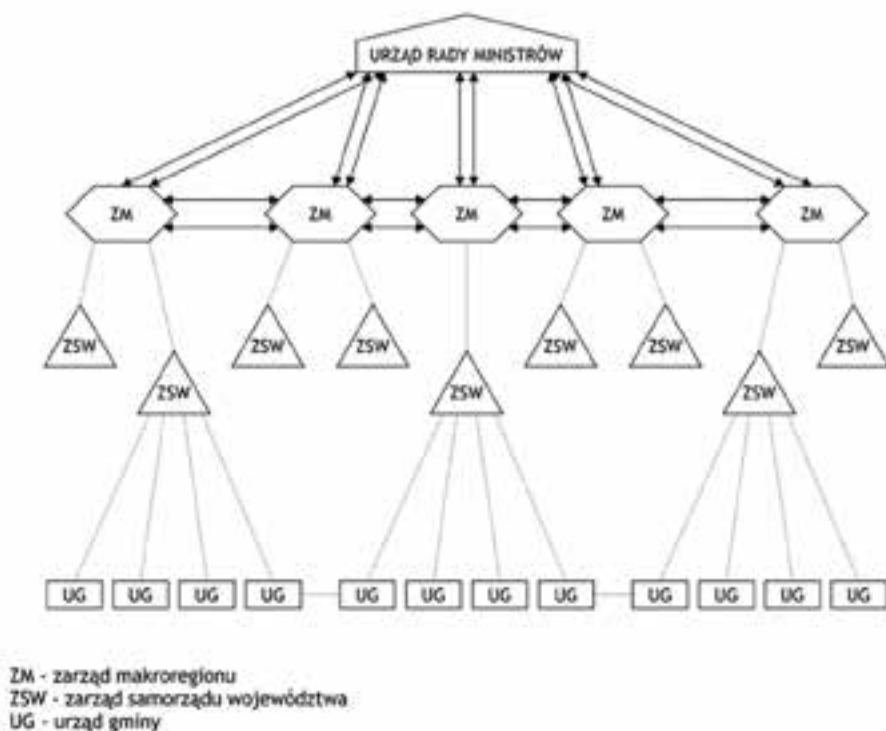 URZĄD RADY MINISTRÓW
ZM ZM ZM ZM ZM
ZSW ZSW ZSW ZSW ZSW ZSW
ZSW ZSW ZSW
UG UG UG UG UG UG UG UG UG UG UG UG
ZM - zarząd makroregionu
ZSW - zarząd samorządu województwa
UG - urząd gminy